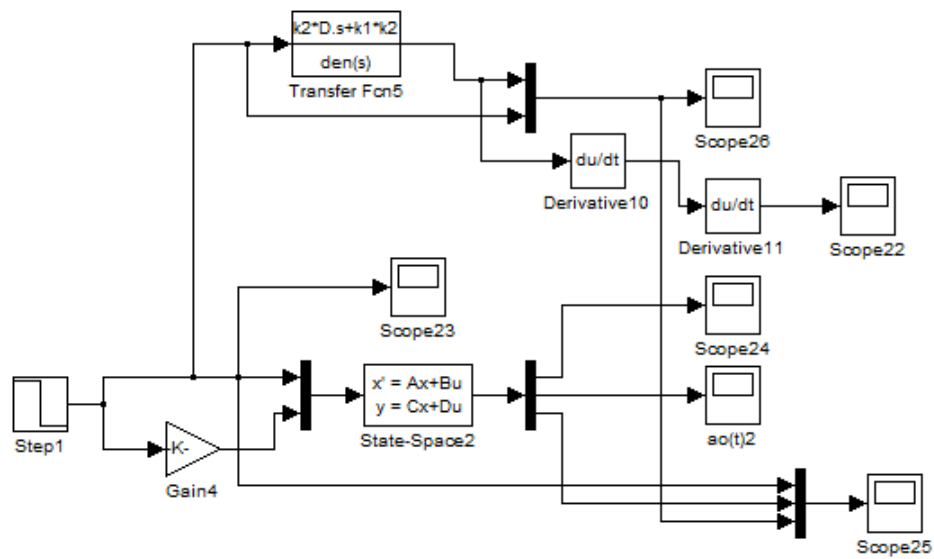 k2*D.s+k1*k2
den(s)
Transfer Fcn5
Scope26
du/dt
Derivative10
du/dt
Derivative11
Scope22
Scope23
Scope24
Step1
-K-
Gain4
x' = Ax+Bu
y = Cx+Du
State-Space2
ao(t)2
Scope25